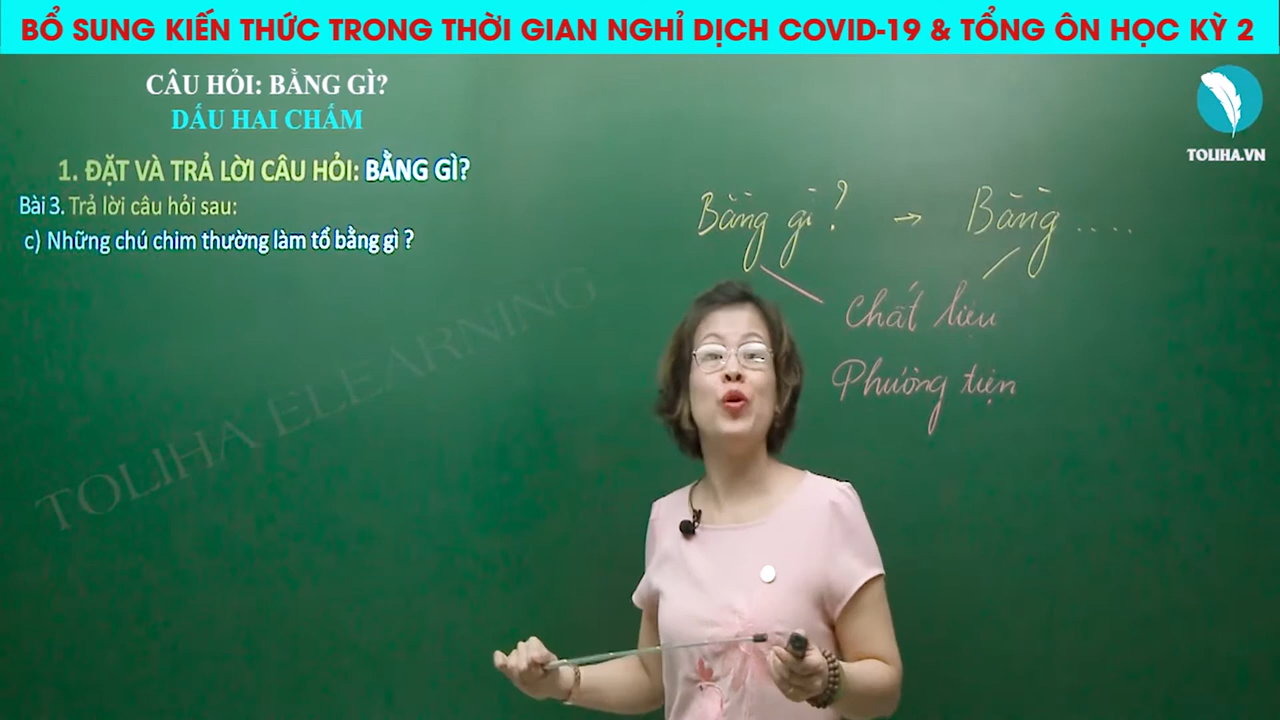 BỔ SUNG KIẾN THỨC TRONG THỜI GIAN NGHỈ DỊCH COVID-19 & TỔNG ÔN HỌC KỲ 2
CÂU HỎI: BẰNG GÌ?
DẤU HAI CHẤM
TOLIHA.VN
1. ĐẶT VÀ TRẢ LỜI CÂU HỎI: BẰNG GÌ?
Bài 3. Trả lời câu hỏi sau:
c) Những chú chim thường làm tổ bằng gì ?
Bằng gì? → Bằng ....
Chất liệu
Phương tiện
TOLIHA ELEARNING